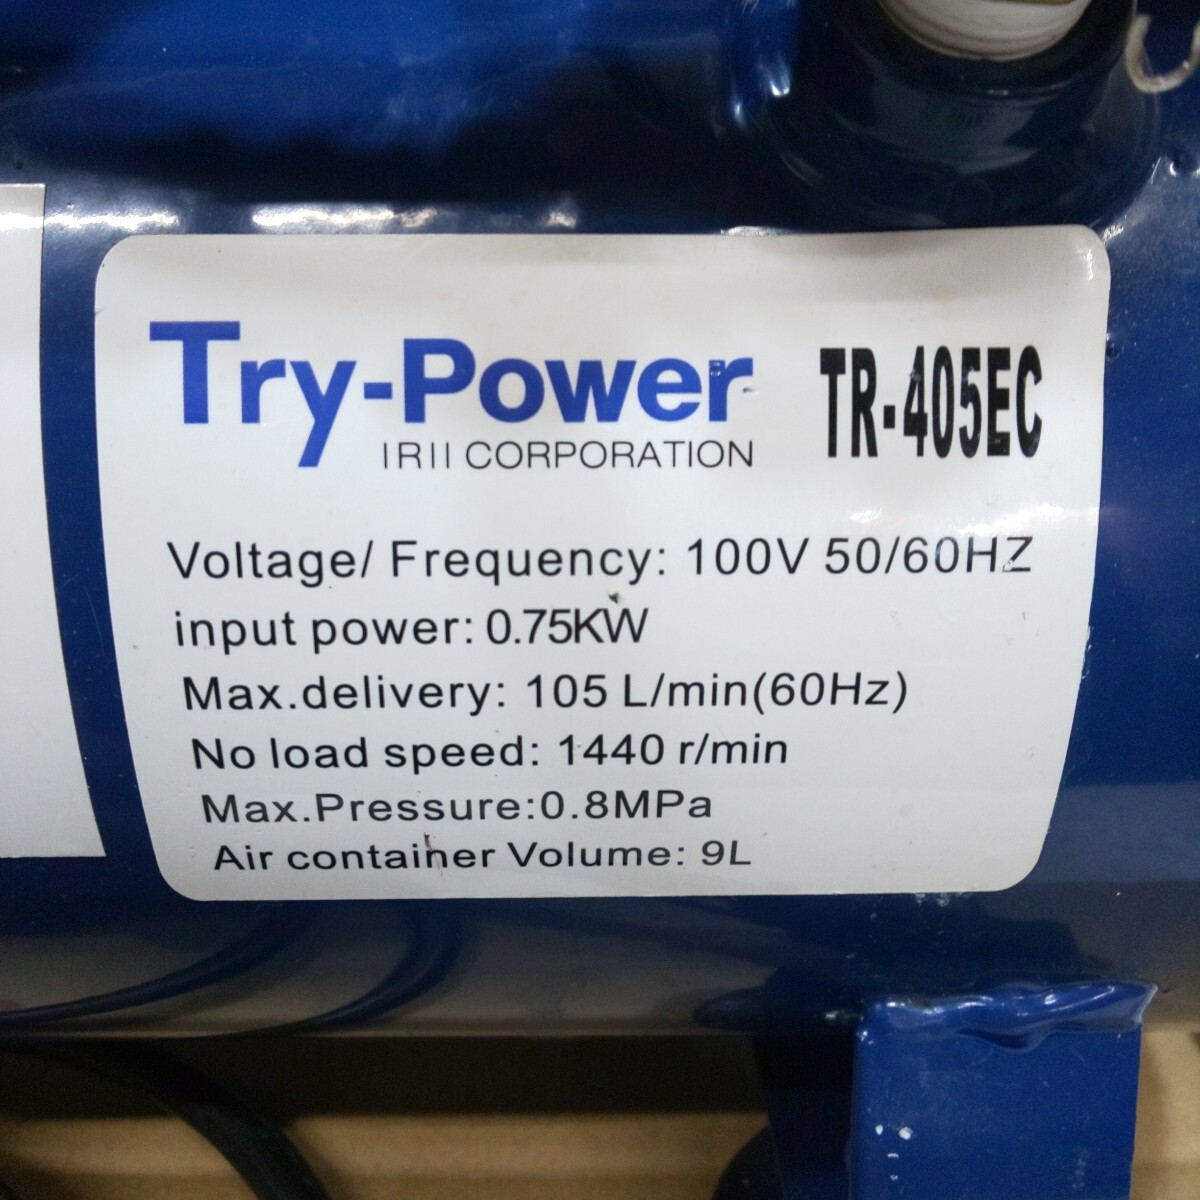 Try-Power TR-405EC
IRII CORPORATION
Voltage/ Frequency: 100V 50/60HZ
input power: 0.75KW
Max.delivery: 105 L/min(60Hz)
No load speed: 1440 r/min
Max.Pressure:0.8MPa
Air container Volume: 9L